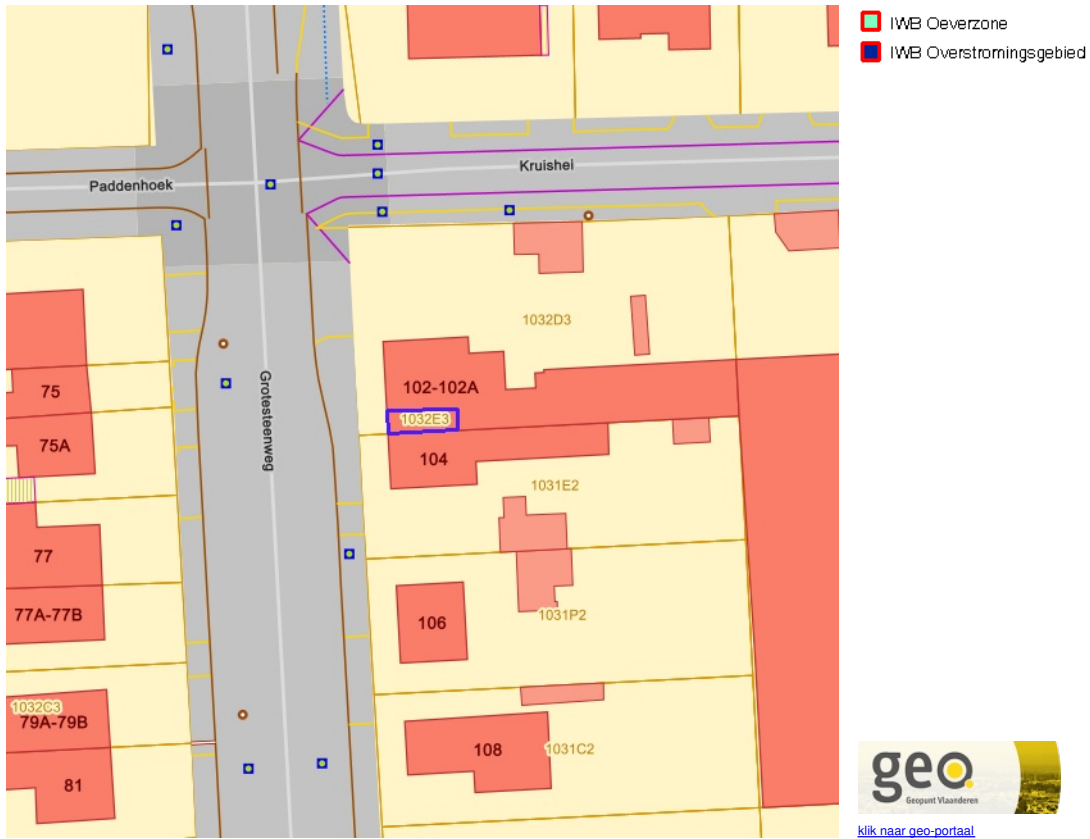 IWB Oeverzone
IWB Overstromingsgebied
Paddenhoek
Kruishei
1032D3
102-102A
1032E3
Grotesteenweg
75
75A
104
1031E2
77
77A-77B
106
1031P2
1032C3
79A-79B
108
1031C2
81
geo
Geopunt Vlaanderen
klik naar geo-portaal